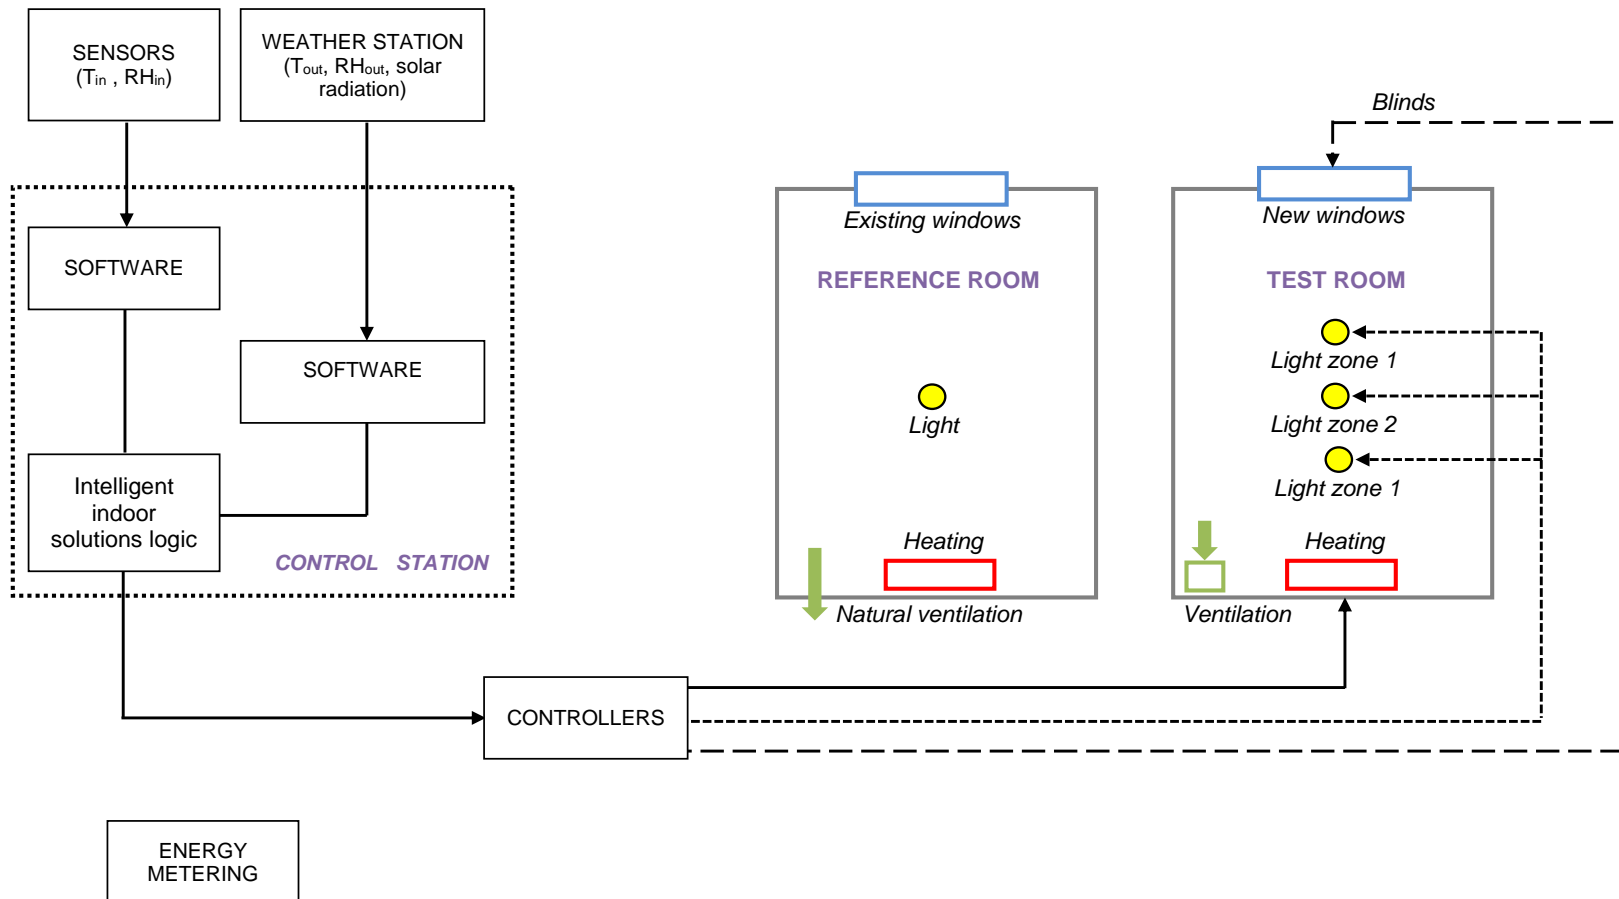 SENSORS
(Tin , RHin)
WEATHER STATION
(Tout, RHout, solar
radiation)
Blinds
SOFTWARE
SOFTWARE
Intelligent
indoor
solutions logic
CONTROL STATION
Existing windows
REFERENCE ROOM
Light
Heating
Natural ventilation
New windows
TEST ROOM
Light zone 1
Light zone 2
Light zone 1
Heating
Ventilation
CONTROLLERS
ENERGY
METERING